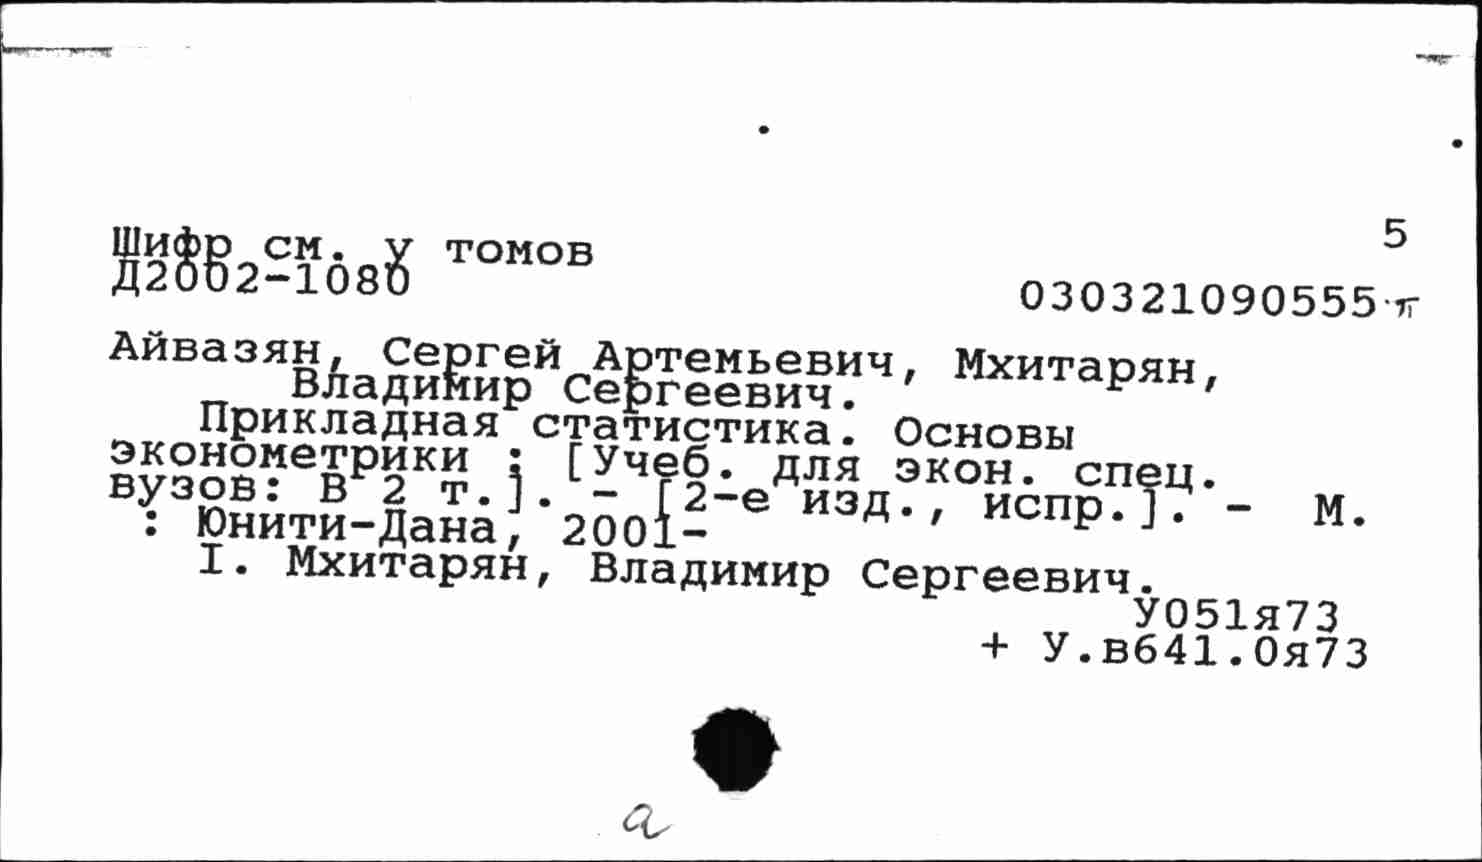 5
Шифр см. у томов
Д2002-1080
030321090555 п
Айвазян, Сергей Артемьевич, Мхитарян,
Владимир Сергеевич.
Прикладная статистика. Основы
эконометрики : [Учеб. для экон. спец.
вузов: В 2 т.]. - [2-е изд., испр.]. - М.
: Юнити-Дана, 2001-
I. Мхитарян, Владимир Сергеевич.
У051я73
+ У.в641.0я73
а